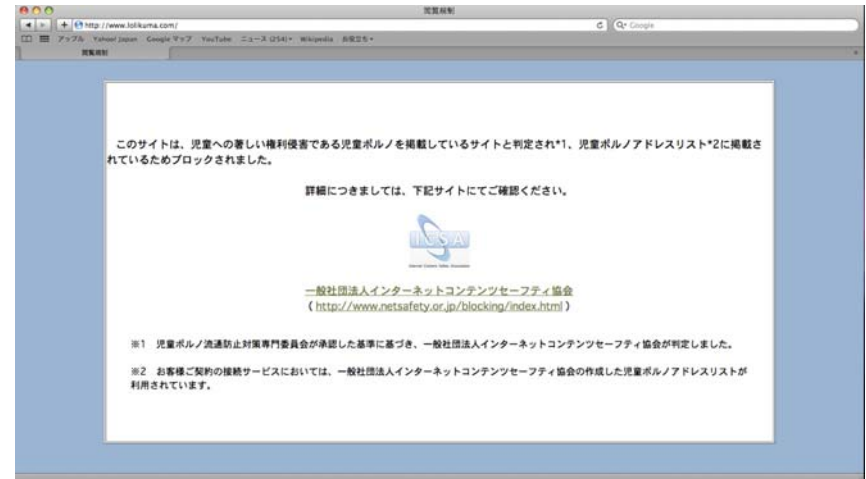 閲覧規制
http://www.lolikuma.com/
Google
アップル Yahoo! Japan Google マップ YouTube ニュース (254) Wikipedia お役立ち
閲覧規制
このサイトは、児童への著しい権利侵害である児童ポルノを掲載しているサイトと判定され*1、児童ポルノアドレスリスト*2に掲載さ
れているためブロックされました。
詳細につきましては、下記サイトにてご確認ください。
ICSA
Internet Content Safety Association
一般社団法人インターネットコンテンツセーフティ協会
( http://www.netsafety.or.jp/blocking/index.html )
※1 児童ポルノ流通防止対策専門委員会が承認した基準に基づき、一般社団法人インターネットコンテンツセーフティ協会が判定しました。
※2 お客様ご契約の接続サービスにおいては、一般社団法人インターネットコンテンツセーフティ協会の作成した児童ポルノアドレスリストが
利用されています。